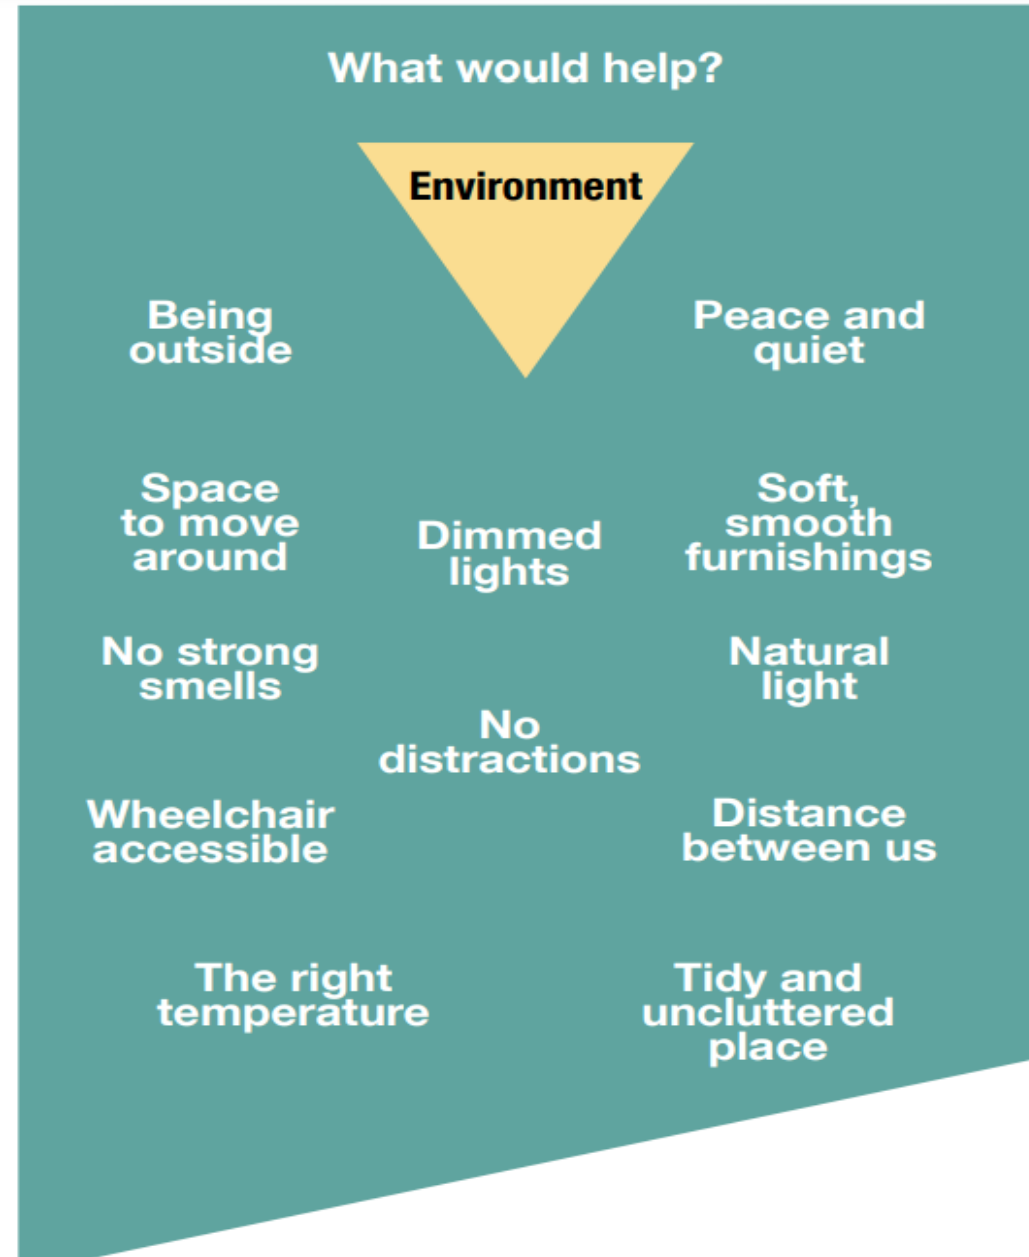 What would help?
Environment
Being
outside
Peace and
quiet
Space
to move
around
Dimmed
lights
Soft,
smooth
furnishings
No strong
smells
Natural
light
No
distractions
Wheelchair
accessible
Distance
between us
The right
temperature
Tidy and
uncluttered
place